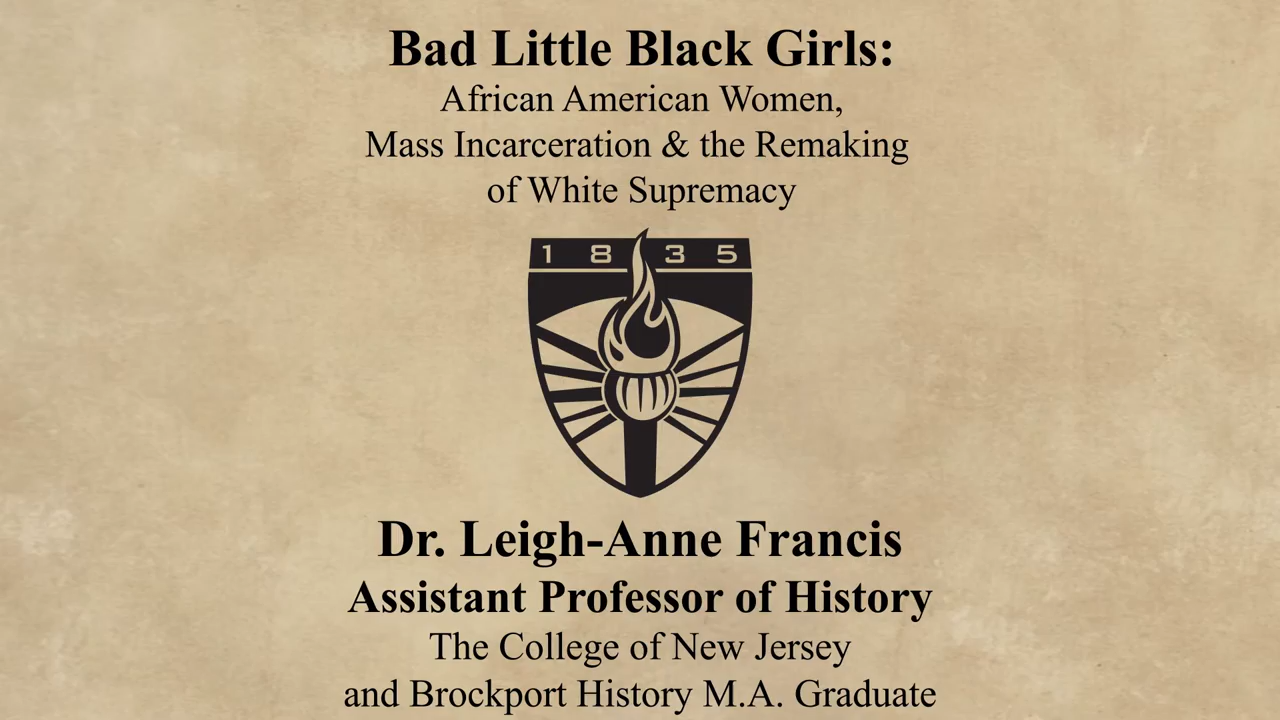 Bad Little Black Girls:
African American Women,
Mass Incarceration & the Remaking
of White Supremacy
1 8 3 5
Dr. Leigh-Anne Francis
Assistant Professor of History
The College of New Jersey
and Brockport History M.A. Graduate